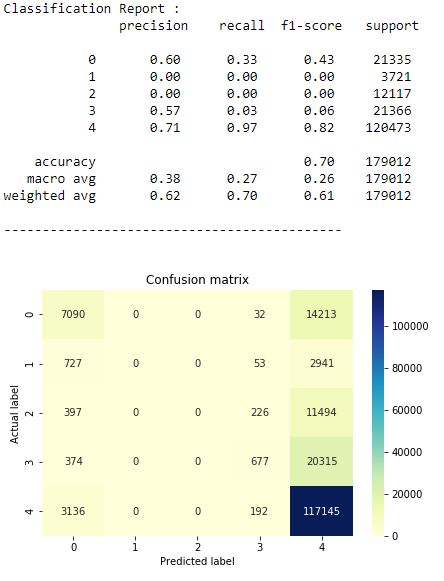 Classification Report :
precision recall f1-score support
0 0.60 0.33 0.43 21335
1 0.00 0.00 0.00 3721
2 0.00 0.00 0.00 12117
3 0.57 0.03 0.06 21366
4 0.71 0.97 0.82 120473
accuracy 0.70 179012
macro avg 0.38 0.27 0.26 179012
weighted avg 0.62 0.70 0.61 179012
-------------------------------------------
Confusion matrix
Actual label
0 7090 0 0 32 14213
1 727 0 0 53 2941
2 397 0 0 226 11494
3 374 0 0 677 20315
4 3136 0 0 192 117145
0 1 2 3 4
Predicted label
100000
80000
60000
40000
20000
0